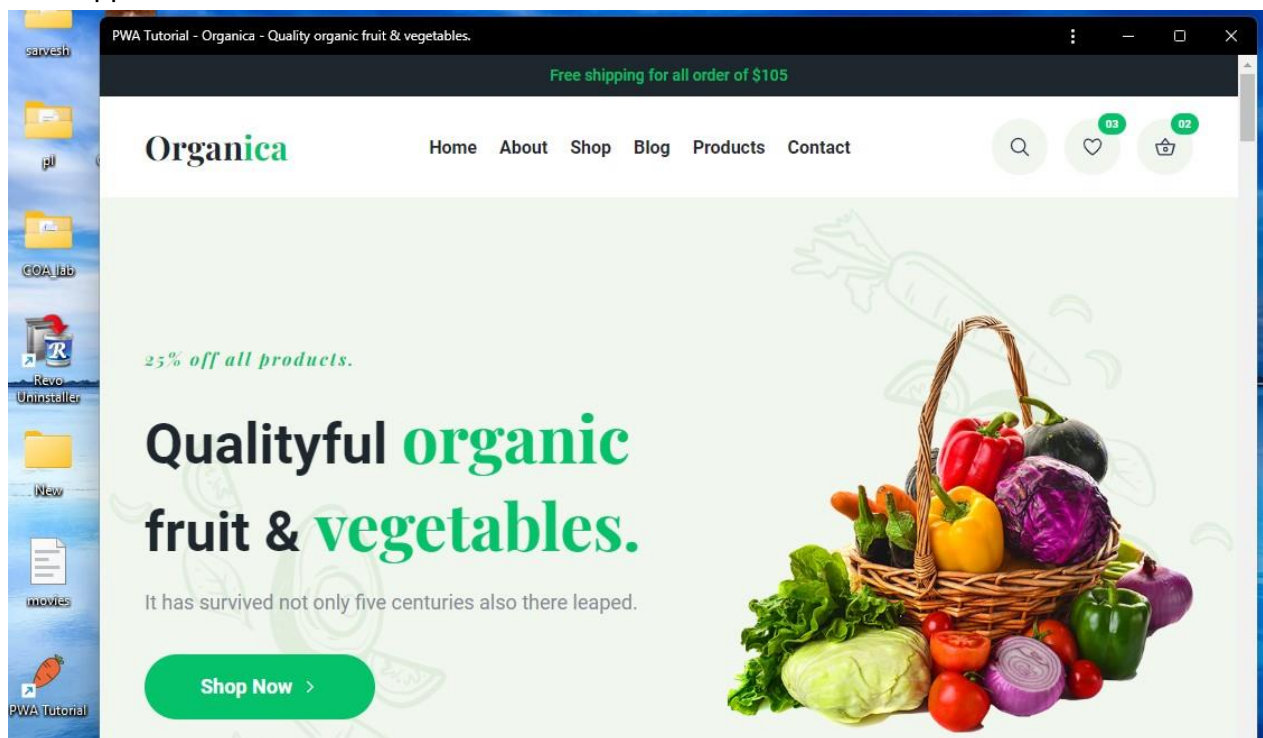 sarvesh
pl
COA_lab
Revo
Uninstaller
New
movies
PWA Tutorial
PWA Tutorial - Organica - Quality organic fruit & vegetables.
Free shipping for all order of $105
Organica
Home About Shop Blog Products Contact
03 02
25% off all products.
Qualityful organic
fruit & vegetables.
It has survived not only five centuries also there leaped.
Shop Now >